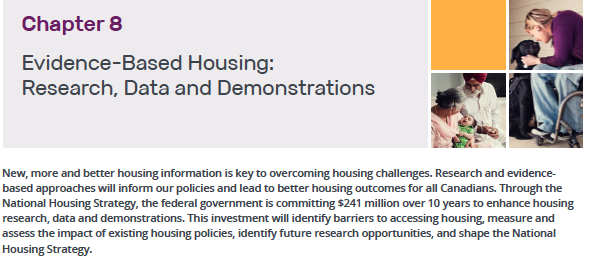 Chapter 8
Evidence-Based Housing:
Research, Data and Demonstrations
New, more and better housing information is key to overcoming housing challenges. Research and evidence-
based approaches will inform our policies and lead to better housing outcomes for all Canadians. Through the
National Housing Strategy, the federal government is committing $241 million over 10 years to enhance housing
research, data and demonstrations. This investment will identify barriers to accessing housing, measure and
assess the impact of existing housing policies, identify future research opportunities, and shape the National
Housing Strategy.